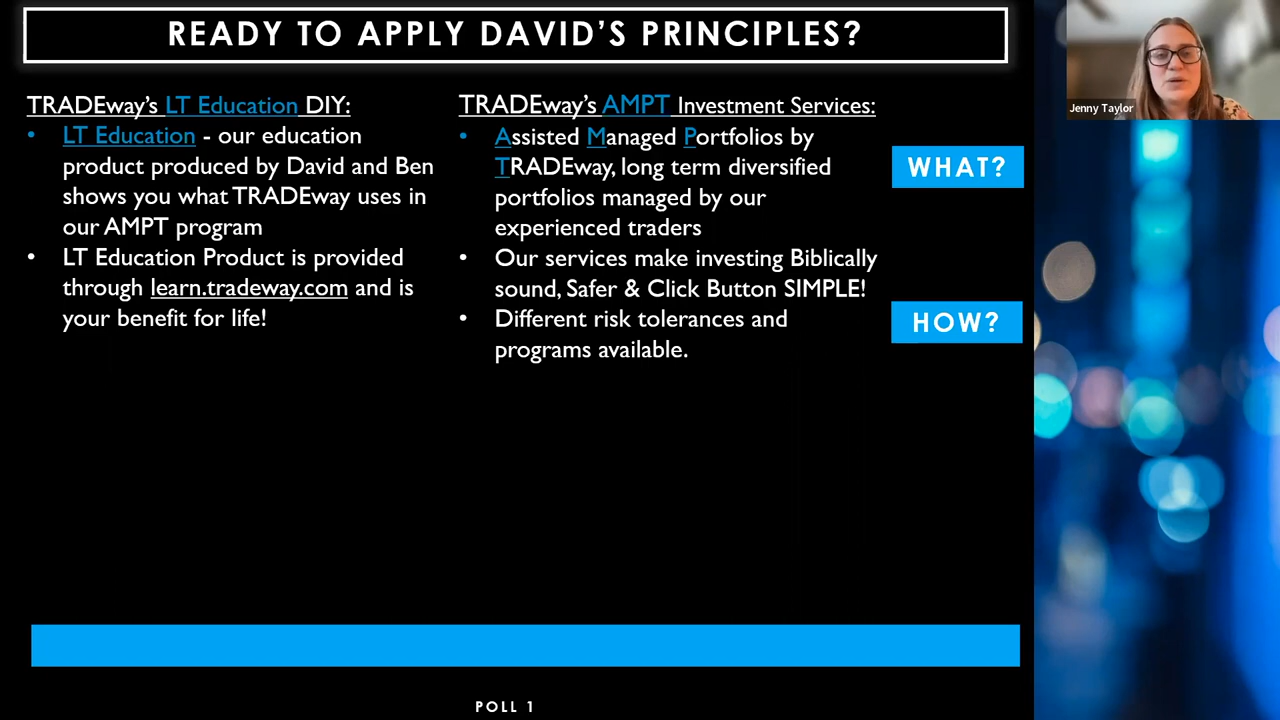 READY TO APPLY DAVID'S PRINCIPLES?
TRADEway's LT Education DIY:
• LT Education - our education
product produced by David and Ben
shows you what TRADEway uses in
our AMPT program
• LT Education Product is provided
through learn.tradeway.com and is
your benefit for life!
TRADEway's AMPT Investment Services:
• Assisted Managed Portfolios by
TRADEway, long term diversified
portfolios managed by our
experienced traders
• Our services make investing Biblically
sound, Safer & Click Button SIMPLE!
• Different risk tolerances and
programs available.
WHAT?
HOW?
Jenny Taylor
POLL 1